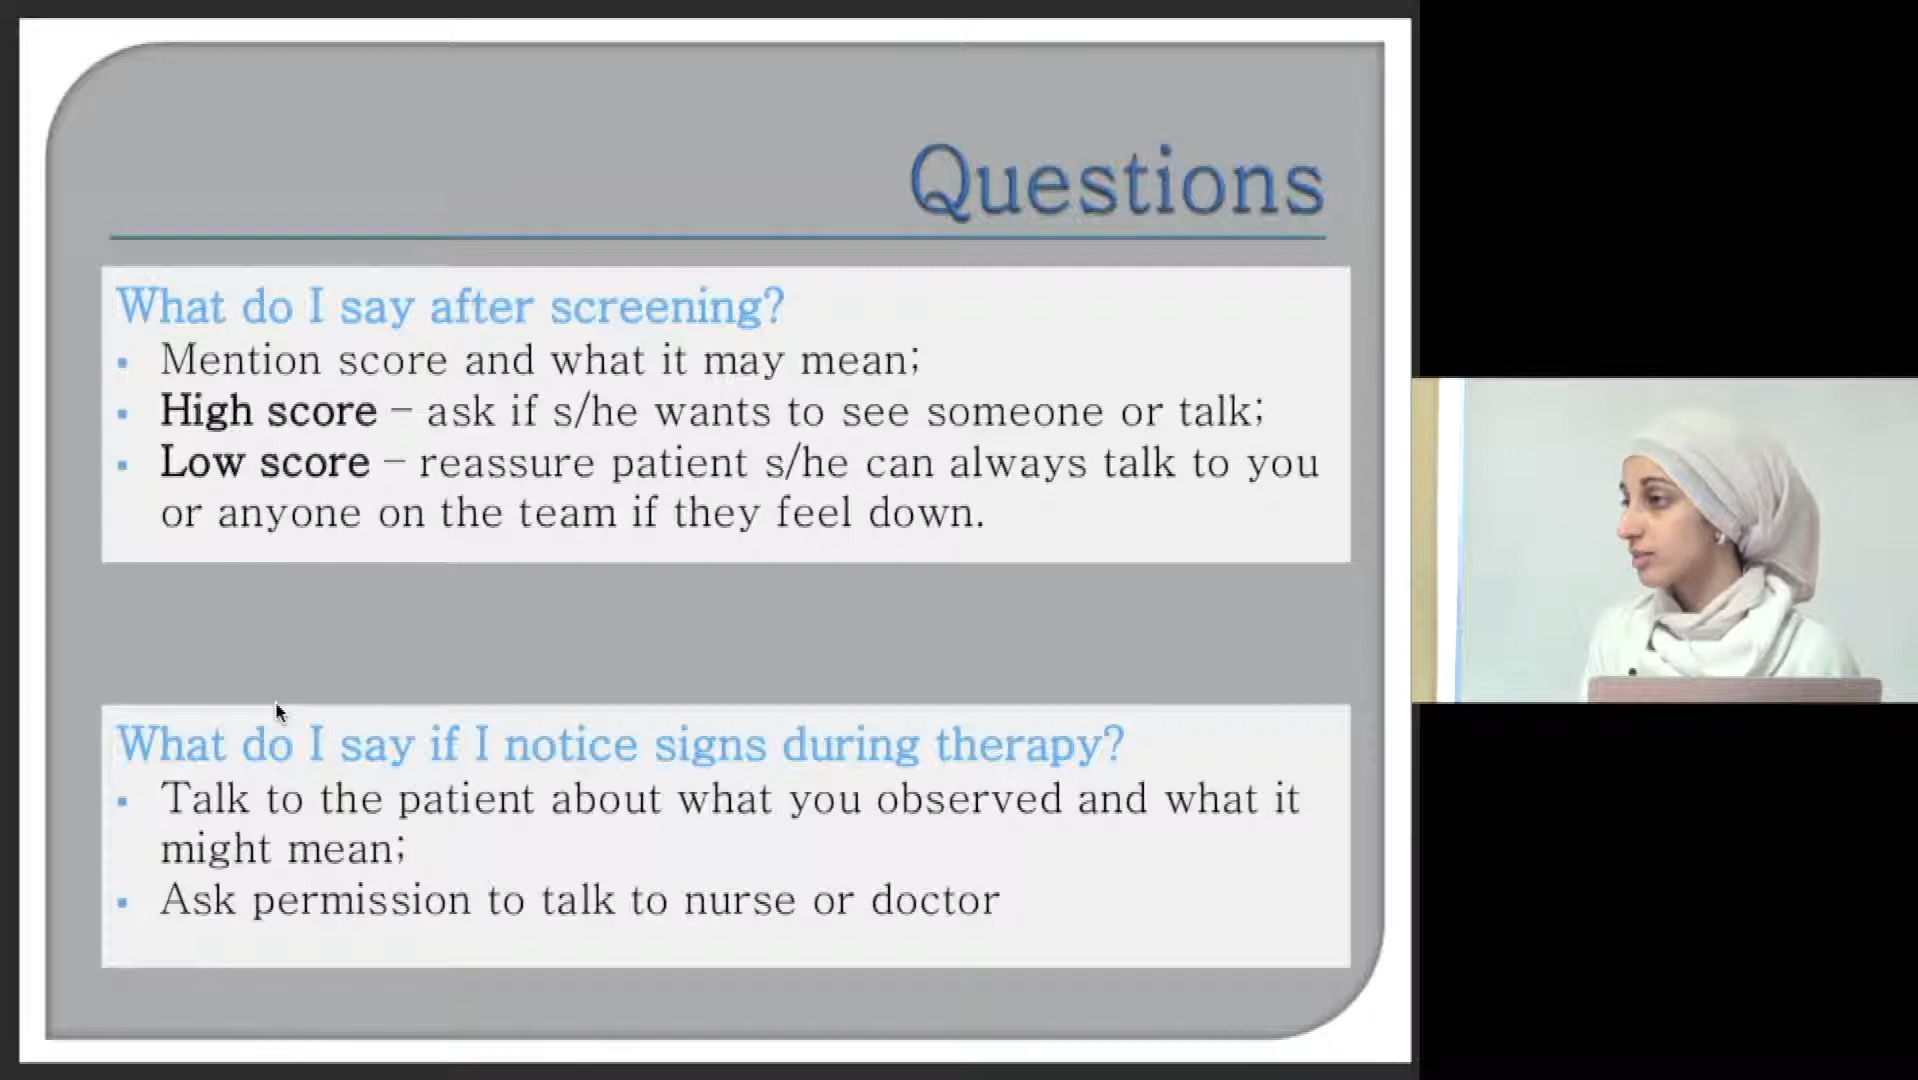 Questions
What do I say after screening?
▪ Mention score and what it may mean;
▪ High score – ask if s/he wants to see someone or talk;
▪ Low score – reassure patient s/he can always talk to you
or anyone on the team if they feel down.
What do I say if I notice signs during therapy?
▪ Talk to the patient about what you observed and what it
might mean;
▪ Ask permission to talk to nurse or doctor